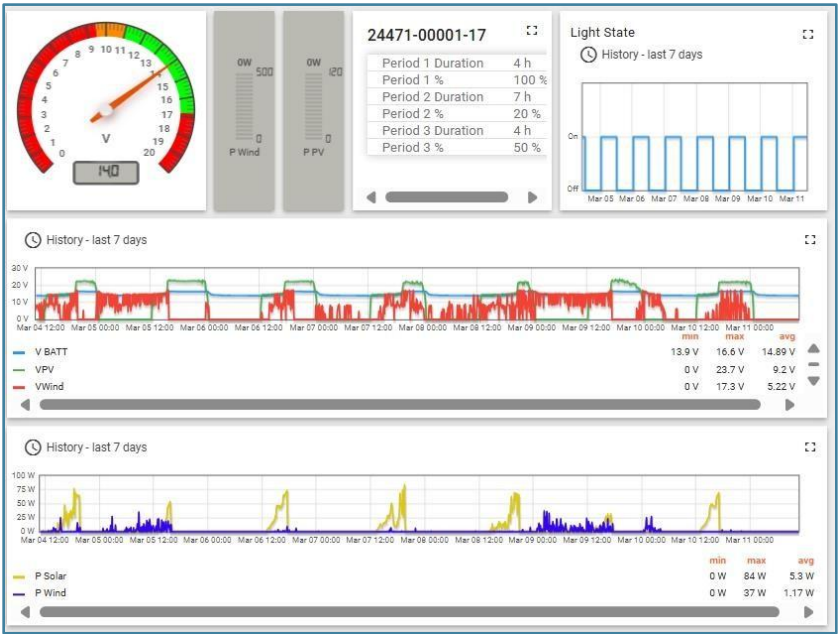 0 1 2 3 4 5 6 7 8 9 10 11 12 13 14 15 16 17 18 19 20
V
14.0
0W
500
0
P Wind
0W
120
0
P PV
24471-00001-17
Period 1 Duration 4 h
Period 1 % 100 %
Period 2 Duration 7 h
Period 2 % 20 %
Period 3 Duration 4 h
Period 3 % 50 %
Light State
History - last 7 days
On
Off
Mar 05 Mar 06 Mar 07 Mar 08 Mar 09 Mar 10 Mar 11
History - last 7 days
30 V
20 V
10 V
0 V
Mar 04 12:00 Mar 05 00:00 Mar 05 12:00 Mar 06 00:00 Mar 06 12:00 Mar 07 00:00 Mar 07 12:00 Mar 08 00:00 Mar 08 12:00 Mar 09 00:00 Mar 09 12:00 Mar 10 00:00 Mar 10 12:00 Mar 11 00:00
min max avg
V BATT 13.9 V 16.6 V 14.89 V
VPV 0 V 23.7 V 9.2 V
VWind 0 V 17.3 V 5.22 V
History - last 7 days
100 W
75 W
50 W
25 W
0 W
Mar 04 12:00 Mar 05 00:00 Mar 05 12:00 Mar 06 00:00 Mar 06 12:00 Mar 07 00:00 Mar 07 12:00 Mar 08 00:00 Mar 08 12:00 Mar 09 00:00 Mar 09 12:00 Mar 10 00:00 Mar 10 12:00 Mar 11 00:00
min max avg
P Solar 0 W 84 W 5.3 W
P Wind 0 W 37 W 1.17 W